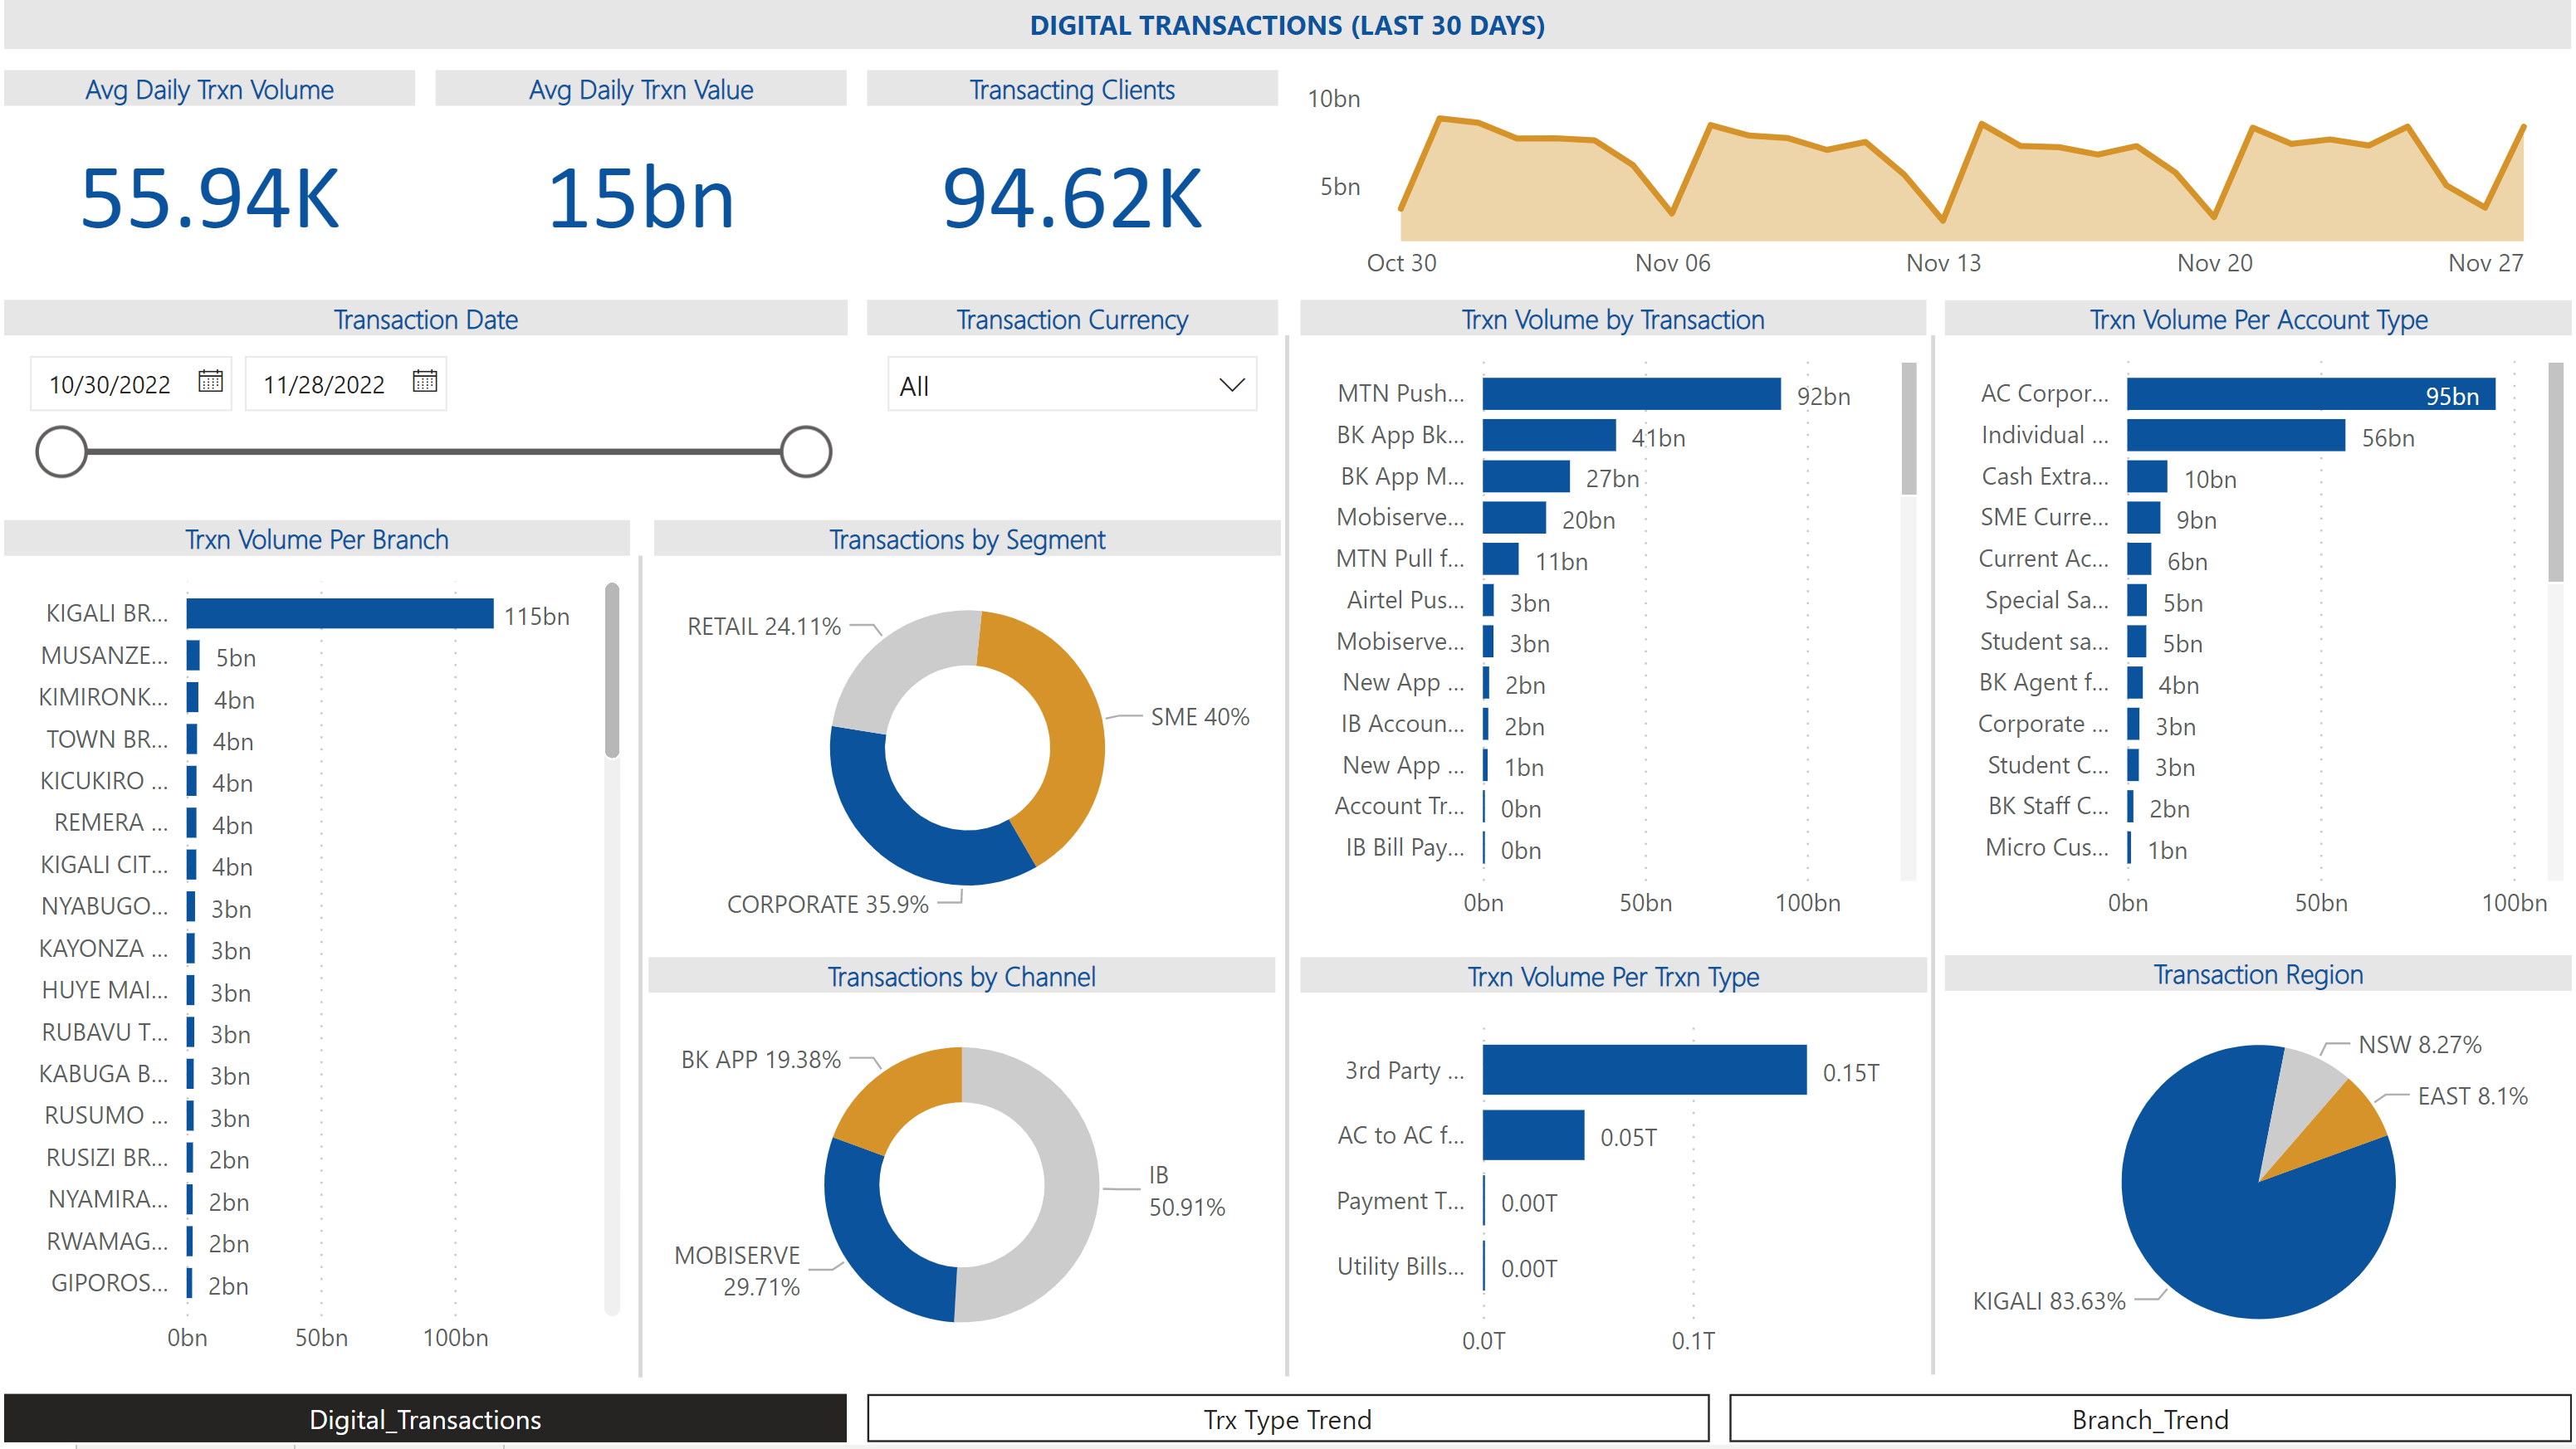 DIGITAL TRANSACTIONS (LAST 30 DAYS)
Avg Daily Trxn Volume
55.94K
Avg Daily Trxn Value
15bn
Transacting Clients
94.62K
10bn
5bn
Oct 30
Nov 06
Nov 13
Nov 20
Nov 27
Transaction Date
10/30/2022
11/28/2022
Transaction Currency
All
Trxn Volume Per Branch
KIGALI BR... 115bn
MUSANZE... 5bn
KIMIRONK... 4bn
TOWN BR... 4bn
KICUKIRO ... 4bn
REMERA ... 4bn
KIGALI CIT... 4bn
NYABUGO... 3bn
KAYONZA ... 3bn
HUYE MAI... 3bn
RUBAVU T... 3bn
KABUGA B... 3bn
RUSUMO ... 3bn
RUSIZI BR... 2bn
NYAMIRA... 2bn
RWAMAG... 2bn
GIPOROS... 2bn
0bn 50bn 100bn
Transactions by Segment
RETAIL 24.11%
SME 40%
CORPORATE 35.9%
Transactions by Channel
BK APP 19.38%
IB
50.91%
MOBISERVE
29.71%
Trxn Volume by Transaction
MTN Push... 92bn
BK App Bk... 41bn
BK App M... 27bn
Mobiserve... 20bn
MTN Pull f... 11bn
Airtel Pus... 3bn
Mobiserve... 3bn
New App ... 2bn
IB Accoun... 2bn
New App ... 1bn
Account Tr... 0bn
IB Bill Pay... 0bn
0bn 50bn 100bn
Trxn Volume Per Trxn Type
3rd Party ... 0.15T
AC to AC f... 0.05T
Payment T... 0.00T
Utility Bills... 0.00T
0.0T 0.1T
Trxn Volume Per Account Type
AC Corpor... 95bn
Individual ... 56bn
Cash Extra... 10bn
SME Curre... 9bn
Current Ac... 6bn
Special Sa... 5bn
Student sa... 5bn
BK Agent f... 4bn
Corporate ... 3bn
Student C... 3bn
BK Staff C... 2bn
Micro Cus... 1bn
0bn 50bn 100bn
Transaction Region
NSW 8.27%
EAST 8.1%
KIGALI 83.63%
Digital_Transactions
Trx Type Trend
Branch_Trend